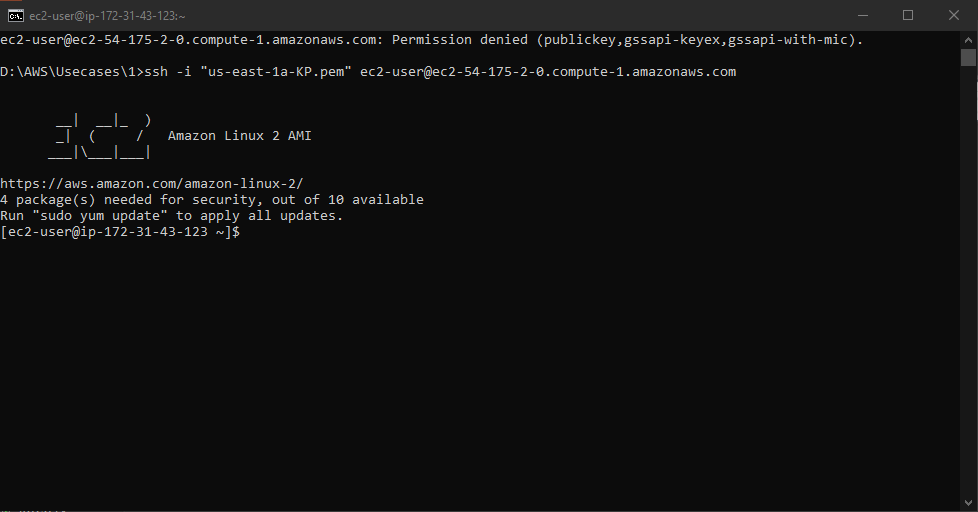 ec2-user@ip-172-31-43-123:~
ec2-user@ec2-54-175-2-0.compute-1.amazonaws.com: Permission denied (publickey,gssapi-keyex,gssapi-with-mic).
D:\AWS\Usecases\1>ssh -i "us-east-1a-KP.pem" ec2-user@ec2-54-175-2-0.compute-1.amazonaws.com
       __|  __|_  )
       _|  (     /   Amazon Linux 2 AMI
      ___|\___|___|
https://aws.amazon.com/amazon-linux-2/
4 package(s) needed for security, out of 10 available
Run "sudo yum update" to apply all updates.
[ec2-user@ip-172-31-43-123 ~]$